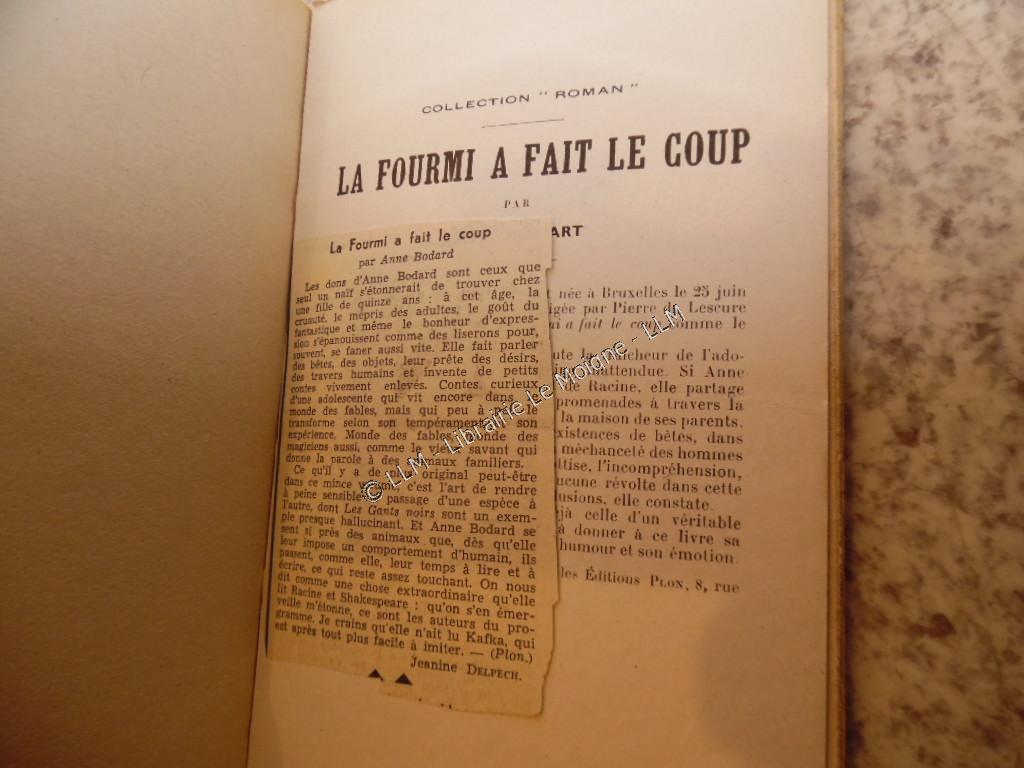 COLLECTION " ROMAN "
LA FOURMI A FAIT LE COUP
PAR
ART
née à Bruxelles le 25 juin
igée par Pierre de Lescure
a fait le coup comme le
de Racine, elle partage
promenades à travers la
la maison de ses parents.
xistences de bêtes, dans
méchanceté des hommes
ttise, l'incompréhension,
ucune révolte dans cette
usions, elle constate.
jà celle d'un véritable
à donner à ce livre sa
humour et son émotion.
les Éditions PLON, 8, rue
La Fourmi a fait le coup
par Anne Bodard
Les dons d'Anne Bodard sont ceux que
seul un naïf s'étonnerait de trouver chez
une fille de quinze ans : à cet âge, la
cruauté, le mépris des adultes, le goût du
fantastique et même le bonheur d'expres-
sion s'épanouissent comme des liserons pour,
souvent, se faner aussi vite. Elle fait parler
des bêtes, des objets, leur prête des désirs,
des travers humains et invente de petits
contes vivement enlevés. Contes curieux
d'une adolescente qui vit encore dans le
monde des fables, mais qui peu à peu le
transforme selon son tempérament et son
expérience. Monde des fables, monde des
magiciens aussi, comme le vieux savant qui
donne la parole à des animaux familiers.
Ce qu'il y a de plus original peut-être
dans ce mince volume, c'est l'art de rendre
à peine sensible le passage d'une espèce à
l'autre, dont Les Gants noirs sont un exem-
ple presque hallucinant. Et Anne Bodard se
sent si près des animaux que, dès qu'elle
leur impose un comportement d'humain, ils
passent, comme elle, leur temps à lire et à
écrire, ce qui reste assez touchant. On nous
dit comme une chose extraordinaire qu'elle
lit Racine et Shakespeare : qu'on s'en émer-
veille m'étonne, ce sont les auteurs du pro-
gramme. Je crains qu'elle n'ait lu Kafka, qui
est après tout plus facile à imiter. — (Plon.)
Jeanine DELPECH.
© LLM - Librairie Le Moigne - LLM